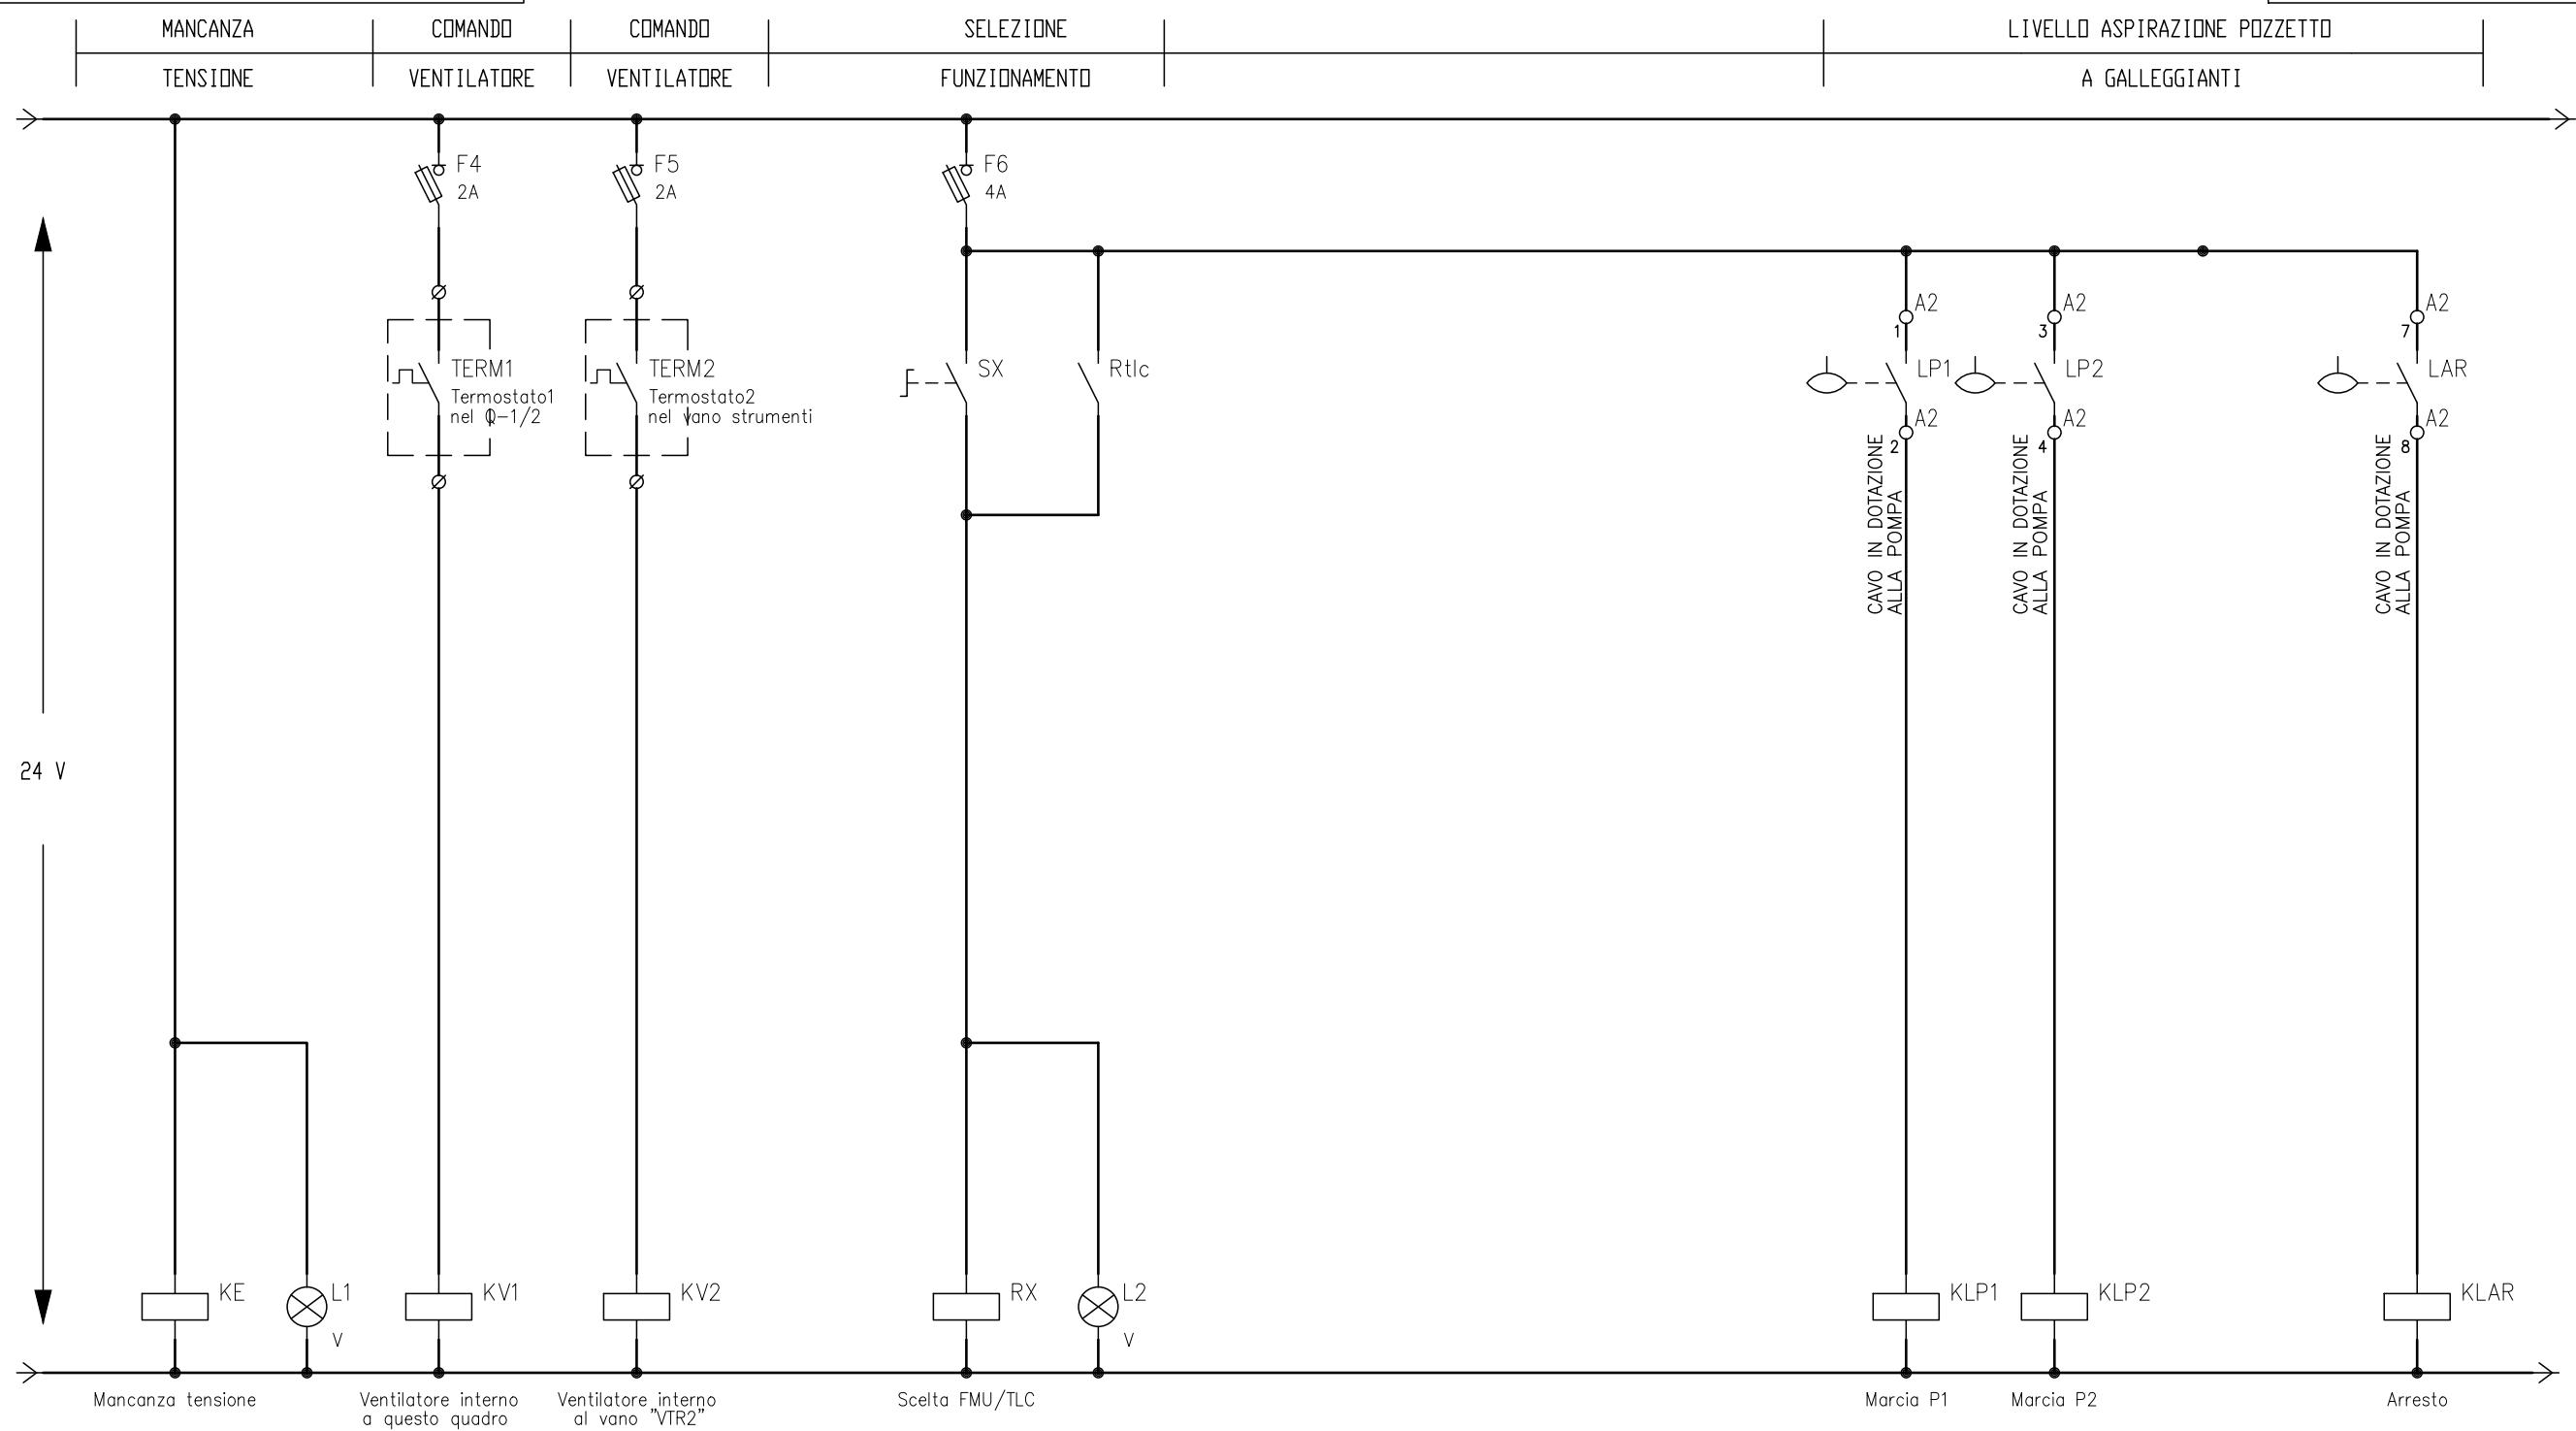 MANCANZA
TENSIONE
COMANDO
VENTILATORE
COMANDO
VENTILATORE
SELEZIONE
FUNZIONAMENTO
LIVELLO ASPIRAZIONE POZZETTO
A GALLEGGIANTI
F4
2A
F5
2A
F6
4A
TERM1
Termostato1
nel Q-1/2
TERM2
Termostato2
nel vano strumenti
SX
Rtlc
A2
1
LP1
A2
2
CAVO IN DOTAZIONE
ALLA POMPA
A2
3
LP2
A2
4
CAVO IN DOTAZIONE
ALLA POMPA
A2
7
LAR
A2
8
CAVO IN DOTAZIONE
ALLA POMPA
24 V
KE
L1
V
KV1
KV2
RX
L2
V
KLP1
KLP2
KLAR
Mancanza tensione
Ventilatore interno
a questo quadro
Ventilatore interno
al vano "VTR2"
Scelta FMU/TLC
Marcia P1
Marcia P2
Arresto